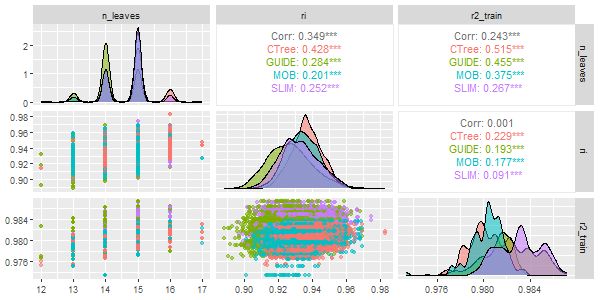 n_leaves
ri
r2_train
2
1
0
Corr: 0.349***
CTree: 0.428***
GUIDE: 0.284***
MOB: 0.201***
SLIM: 0.252***
Corr: 0.243***
CTree: 0.515***
GUIDE: 0.455***
MOB: 0.375***
SLIM: 0.267***
n_leaves
0.98
0.96
0.94
0.92
0.90
Corr: 0.001
CTree: 0.229***
GUIDE: 0.193***
MOB: 0.177***
SLIM: 0.091***
ri
0.984
0.980
0.976
r2_train
12 13 14 15 16 17
0.90 0.92 0.94 0.96 0.98
0.976 0.980 0.984